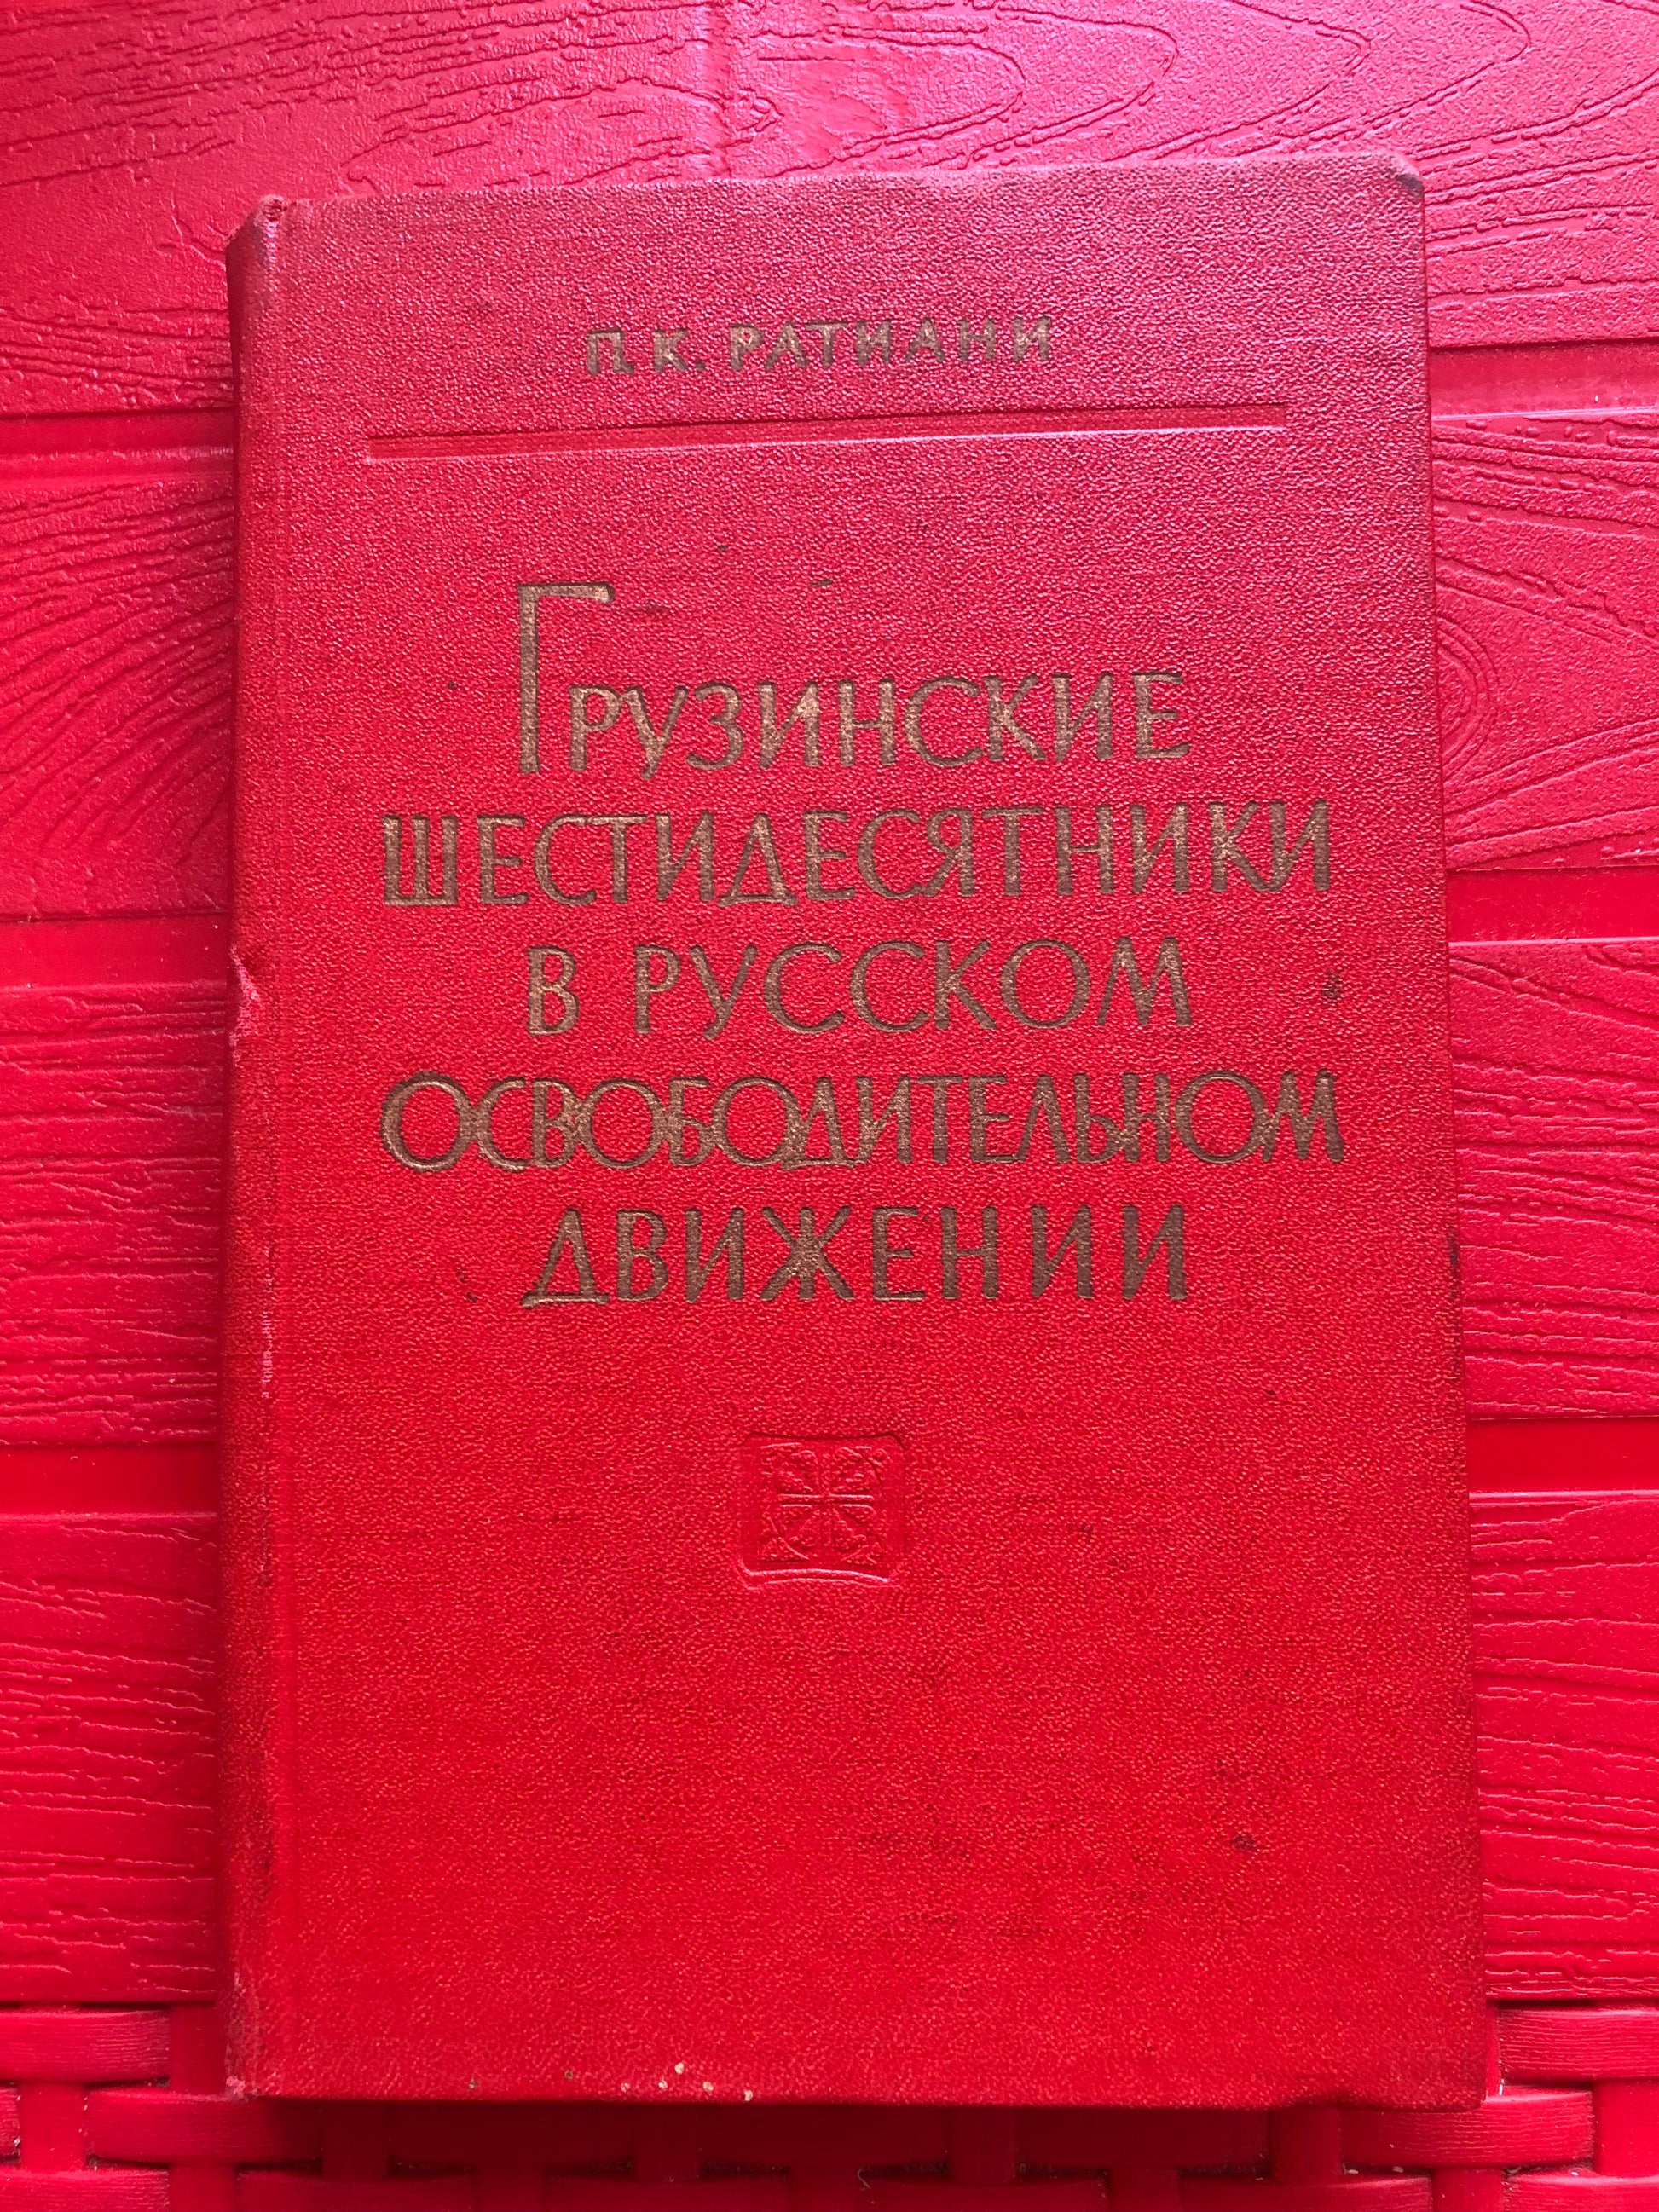 П. К. РАТИАНИ
ГРУЗИНСКИЕ
ШЕСТИДЕСЯТНИКИ
В РУССКОМ
ОСВОБОДИТЕЛЬНОМ
ДВИЖЕНИИ